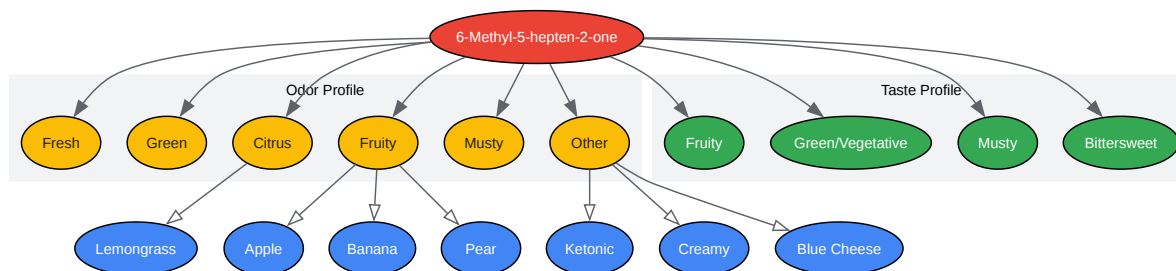 6-Methyl-5-hepten-2-one
Odor Profile
Taste Profile
Fresh
Green
Citrus
Fruity
Musty
Other
Fruity
Green/Vegetative
Musty
Bittersweet
Lemongrass
Apple
Banana
Pear
Ketonic
Creamy
Blue Cheese